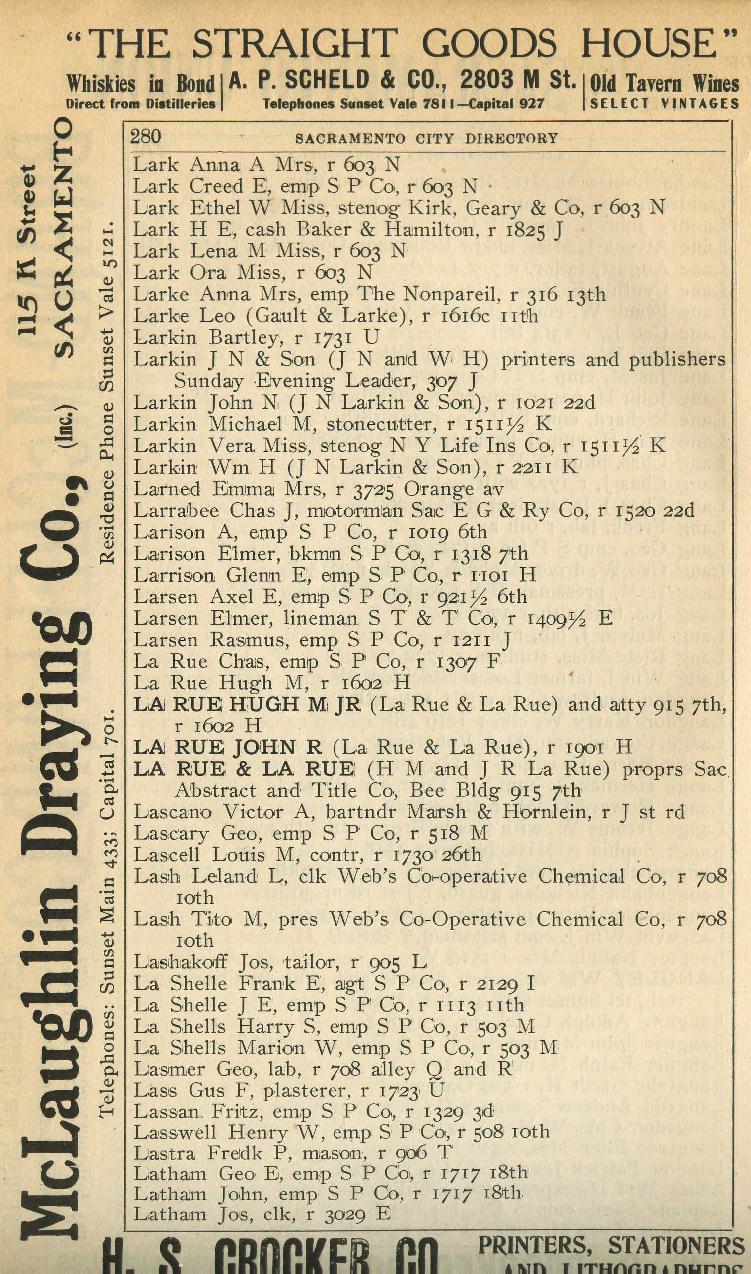 "THE STRAIGHT GOODS HOUSE"
Whiskies in Bond
Direct from Distilleries
A. P. SCHELD & CO., 2803 M St.
Telephones Sunset Vale 7811—Capital 927
Old Tavern Wines
SELECT VINTAGES
McLaughlin Draying Co., (Inc.)
115 K Street
SACRAMENTO
Telephones: Sunset Main 433; Capital 701.
Residence Phone Sunset Vale 5121.
280 SACRAMENTO CITY DIRECTORY
Lark Anna A Mrs, r 603 N
Lark Creed E, emp S P Co, r 603 N
Lark Ethel W Miss, stenog Kirk, Geary & Co, r 603 N
Lark H E, cash Baker & Hamilton, r 1825 J
Lark Lena M Miss, r 603 N
Lark Ora Miss, r 603 N
Larke Anna Mrs, emp The Nonpareil, r 316 13th
Larke Leo (Gault & Larke), r 1616c 11th
Larkin Bartley, r 1731 U
Larkin J N & Son (J N and W H) printers and publishers
Sunday Evening Leader, 307 J
Larkin John N (J N Larkin & Son), r 1021 22d
Larkin Michael M, stonecutter, r 1511½ K
Larkin Vera Miss, stenog N Y Life Ins Co, r 1511½ K
Larkin Wm H (J N Larkin & Son), r 2211 K
Larned Emma Mrs, r 3725 Orange av
Larrabee Chas J, motorman Sac E G & Ry Co, r 1520 22d
Larison A, emp S P Co, r 1019 6th
Larison Elmer, bkmn S P Co, r 1318 7th
Larrison Glenn E, emp S P Co, r 1101 H
Larsen Axel E, emp S P Co, r 921½ 6th
Larsen Elmer, lineman S T & T Co, r 1409½ E
Larsen Rasmus, emp S P Co, r 1211 J
La Rue Chas, emp S P Co, r 1307 F
La Rue Hugh M, r 1602 H
LA RUE HUGH M JR (La Rue & La Rue) and atty 915 7th,
r 1602 H
LA RUE JOHN R (La Rue & La Rue), r 1901 H
LA RUE & LA RUE (H M and J R La Rue) proprs Sac
Abstract and Title Co, Bee Bldg 915 7th
Lascano Victor A, bartndr Marsh & Hornlein, r J st rd
Lascary Geo, emp S P Co, r 518 M
Lascell Louis M, contr, r 1730 26th
Lash Leland L, clk Web's Co-operative Chemical Co, r 708
10th
Lash Tito M, pres Web's Co-Operative Chemical Co, r 708
10th
Lashakoff Jos, tailor, r 905 L
La Shelle Frank E, agt S P Co, r 2129 I
La Shelle J E, emp S P Co, r 1113 11th
La Shells Harry S, emp S P Co, r 503 M
La Shells Marion W, emp S P Co, r 503 M
Lasmer Geo, lab, r 708 alley Q and R
Lass Gus F, plasterer, r 1723 U
Lassan Fritz, emp S P Co, r 1329 3d
Lasswell Henry W, emp S P Co, r 508 10th
Lastra Fredk P, mason, r 906 T
Latham Geo E, emp S P Co, r 1717 18th
Latham John, emp S P Co, r 1717 18th
Latham Jos, clk, r 3029 E
H. S. CROCKER CO
PRINTERS, STATIONERS
AND LITHOGRAPHERS